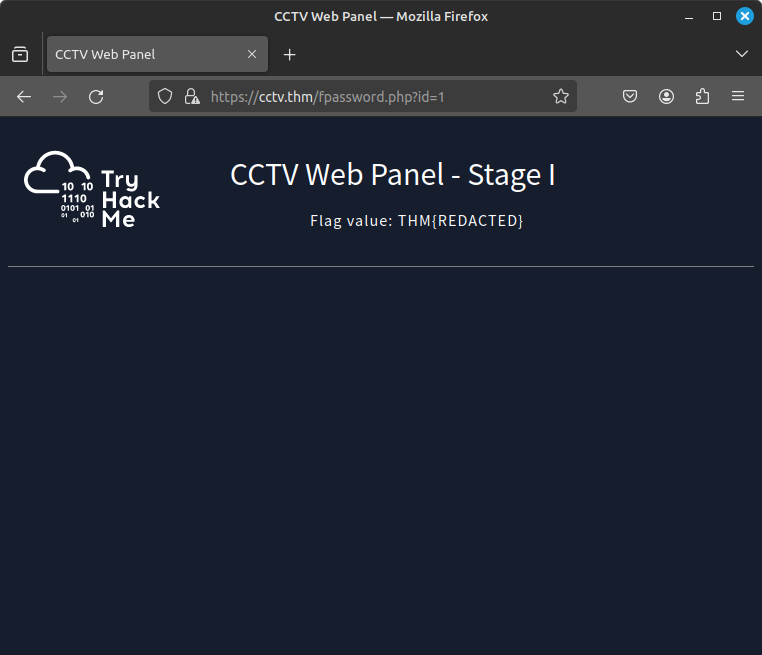 CCTV Web Panel — Mozilla Firefox
CCTV Web Panel
https://cctv.thm/fpassword.php?id=1
Try
Hack
Me
10 10
1110
0101 01
01 010
01
CCTV Web Panel - Stage I
Flag value: THM{REDACTED}